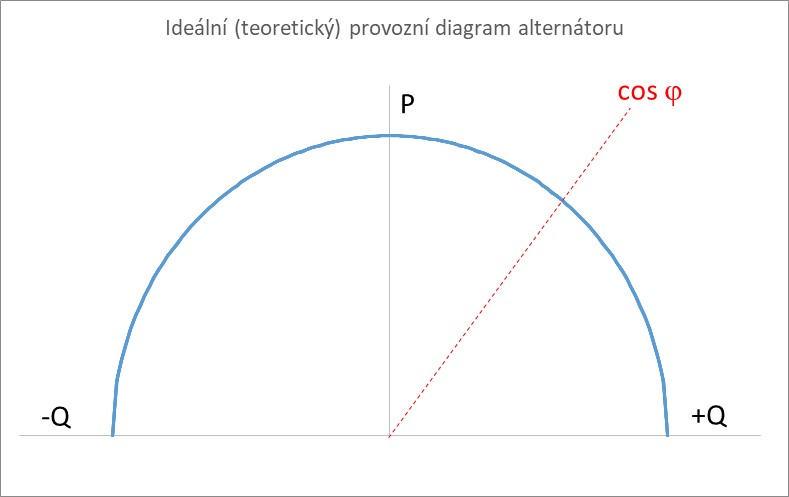 Ideální (teoretický) provozní diagram alternátoru
cos φ
P
-Q
+Q